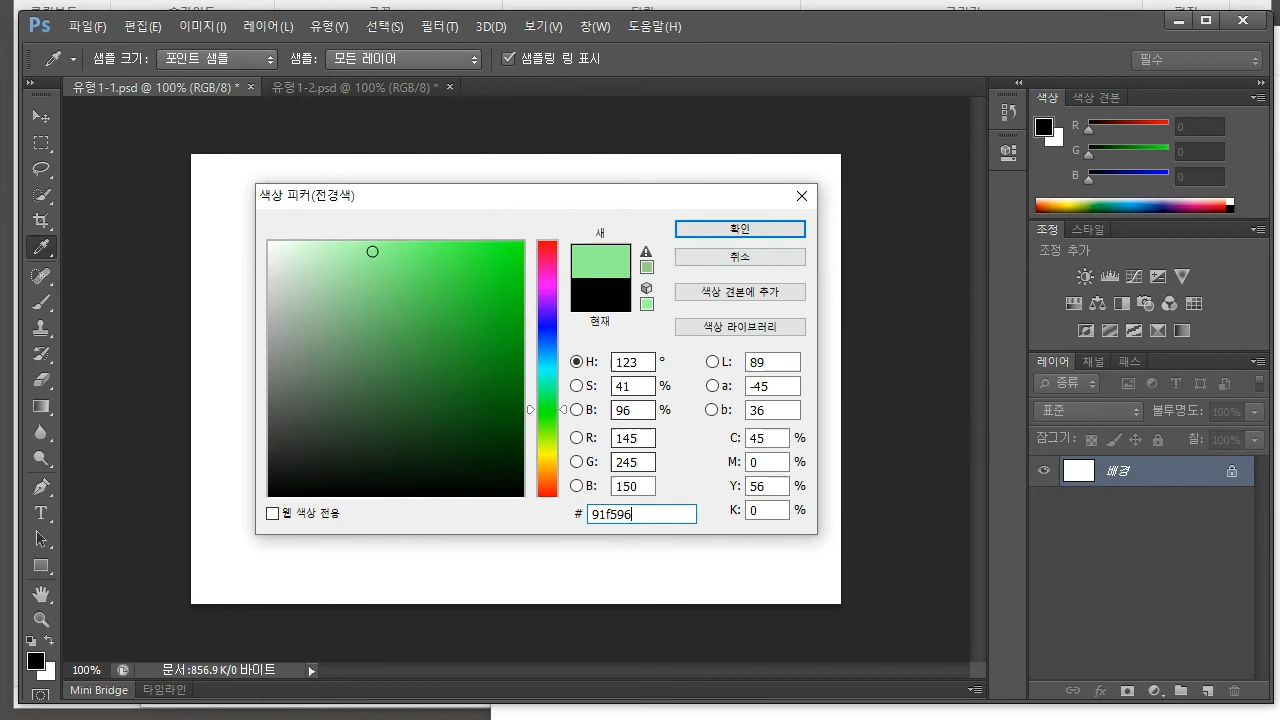 Ps 파일(F) 편집(E) 이미지(I) 레이어(L) 유형(Y) 선택(S) 필터(T) 3D(D) 보기(V) 창(W) 도움말(H)
샘플 크기: 포인트 샘플 샘플: 모든 레이어 샘플링 링 표시 필수
유형1-1.psd @ 100% (RGB/8) * × 유형1-2.psd @ 100% (RGB/8) * ×
색상 색상 견본
R 0
G 0
B 0
조정 스타일
조정 추가
레이어 채널 패스
종류
표준 불투명도: 100%
잠그기: 칠: 100%
배경
색상 피커(전경색)
새
현재
확인
취소
색상 견본에 추가
색상 라이브러리
H: 123 ° L: 89
S: 41 % a: -45
B: 96 % b: 36
R: 145 C: 45 %
G: 245 M: 0 %
B: 150 Y: 56 %
K: 0 %
웹 색상 전용 # 91f596
100% 문서:856.9 K/0 바이트
Mini Bridge 타임라인
fx